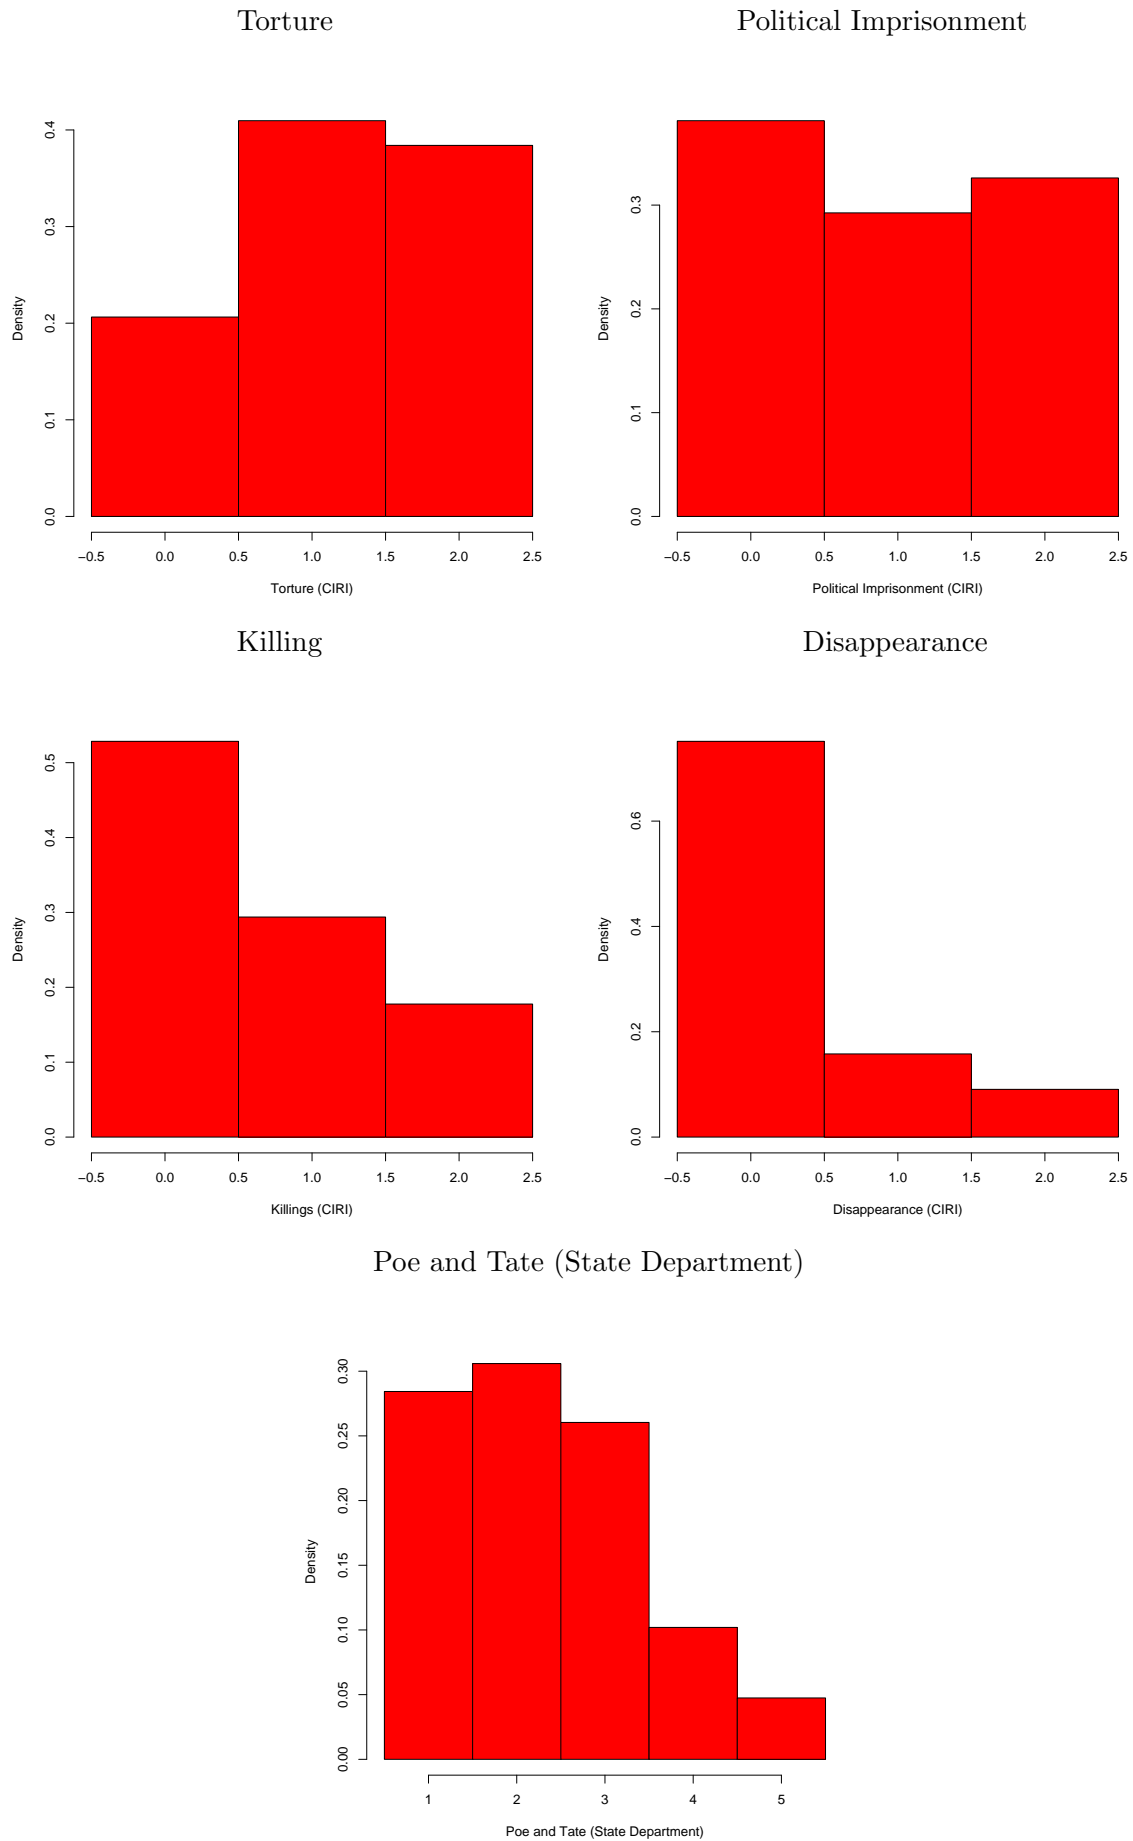 Torture
Political Imprisonment
Density
0.0 0.1 0.2 0.3 0.4
−0.5 0.0 0.5 1.0 1.5 2.0 2.5
Torture (CIRI)
Density
0.0 0.1 0.2 0.3
−0.5 0.0 0.5 1.0 1.5 2.0 2.5
Political Imprisonment (CIRI)
Killing
Disappearance
Density
0.0 0.1 0.2 0.3 0.4 0.5
−0.5 0.0 0.5 1.0 1.5 2.0 2.5
Killings (CIRI)
Density
0.0 0.2 0.4 0.6
−0.5 0.0 0.5 1.0 1.5 2.0 2.5
Disappearance (CIRI)
Poe and Tate (State Department)
Density
0.00 0.05 0.10 0.15 0.20 0.25 0.30
1 2 3 4 5
Poe and Tate (State Department)